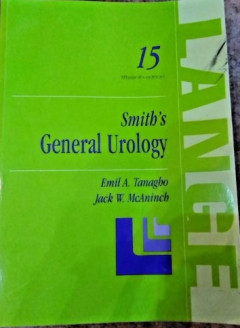 15
Smith's
General Urology
Emil A. Tanagho
Jack W. McAninch
LANGE